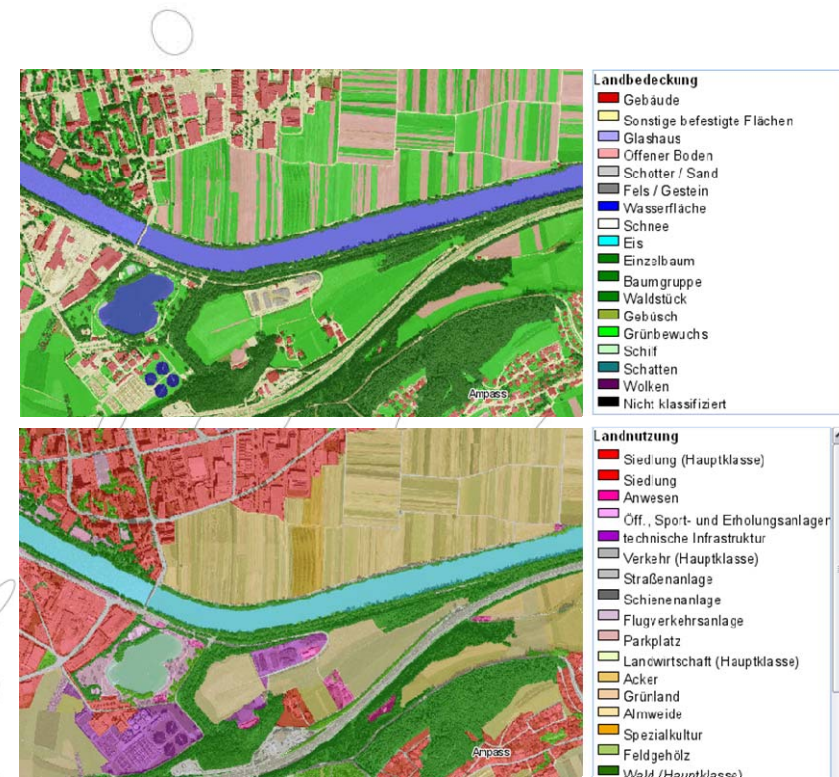 Landbedeckung
Gebäude
Sonstige befestigte Flächen
Glashaus
Offener Boden
Schotter / Sand
Fels / Gestein
Wasserfläche
Schnee
Eis
Einzelbaum
Baumgruppe
Waldstück
Gebüsch
Grünbewuchs
Schilf
Schatten
Wolken
Nicht klassifiziert
Ampass
Landnutzung
Siedlung (Hauptklasse)
Siedlung
Anwesen
Öff., Sport- und Erholungsanlagen
technische Infrastruktur
Verkehr (Hauptklasse)
Straßenanlage
Schienenanlage
Flugverkehrsanlage
Parkplatz
Landwirtschaft (Hauptklasse)
Acker
Grünland
Almweide
Spezialkultur
Feldgehölz
Wald (Hauptklasse)
Ampass